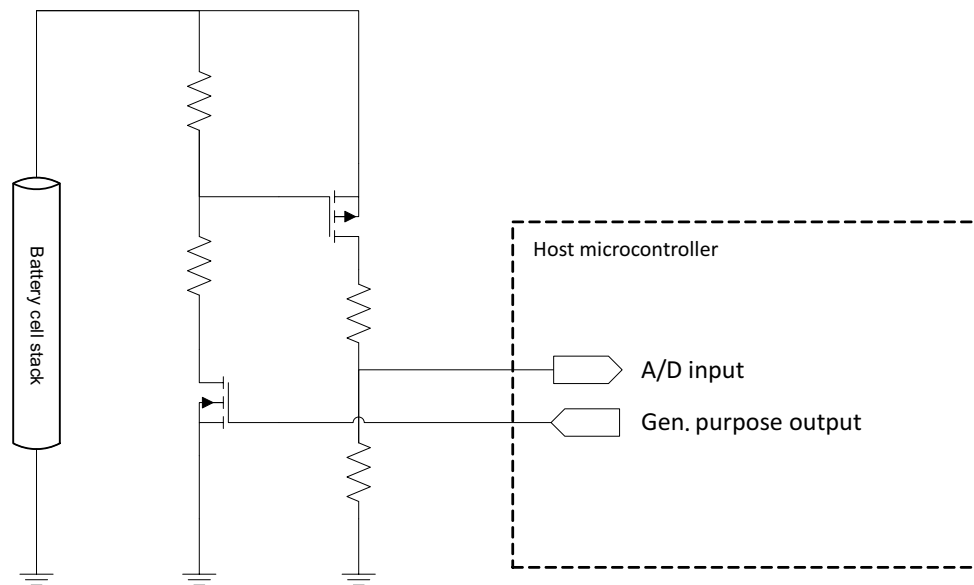 Battery cell stack
Host microcontroller
A/D input
Gen. purpose output